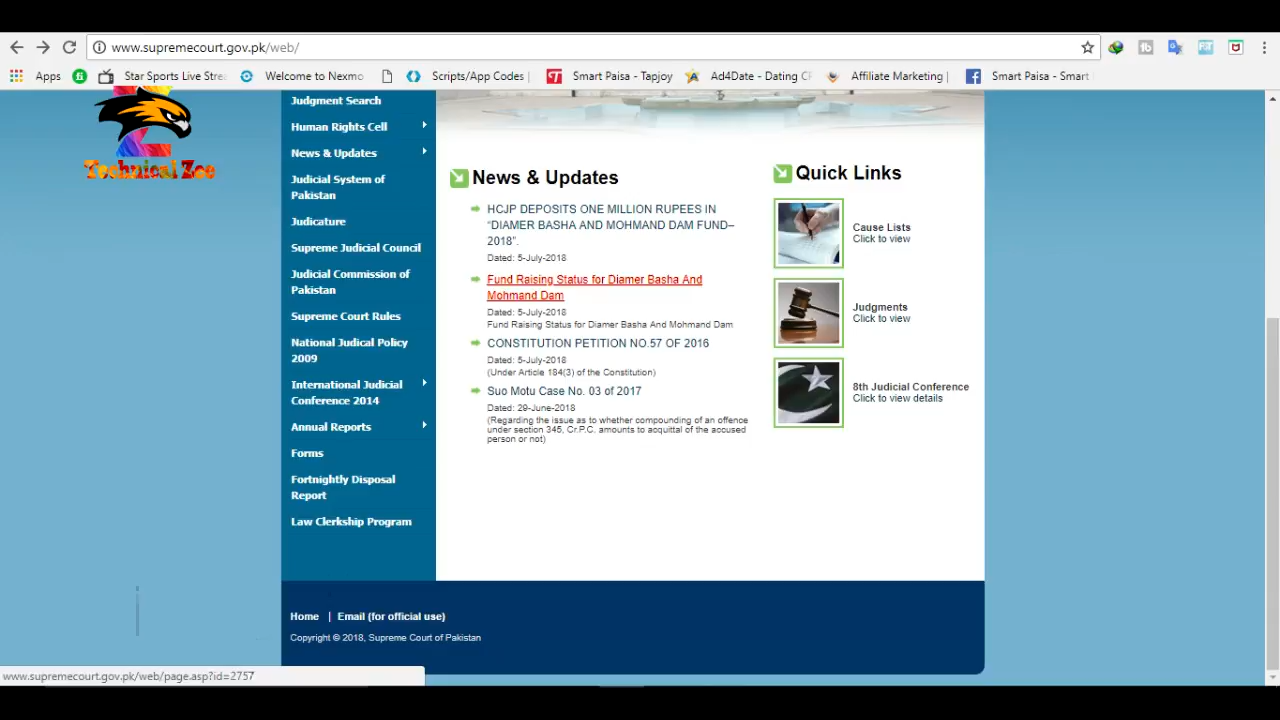 www.supremecourt.gov.pk/web/
Apps
Star Sports Live Stre
Welcome to Nexmo
Scripts/App Codes
Smart Paisa - Tapjoy
Ad4Date - Dating C
Affiliate Marketing |
Smart Paisa - Smart
Technical Zee
Judgment Search
Human Rights Cell
News & Updates
Judicial System of
Pakistan
Judicature
Supreme Judicial Council
Judicial Commission of
Pakistan
Supreme Court Rules
National Judical Policy
2009
International Judicial
Conference 2014
Annual Reports
Forms
Fortnightly Disposal
Report
Law Clerkship Program
News & Updates
HCJP DEPOSITS ONE MILLION RUPEES IN
“DIAMER BASHA AND MOHMAND DAM FUND–
2018”.
Dated: 5-July-2018
Fund Raising Status for Diamer Basha And
Mohmand Dam
Dated: 5-July-2018
Fund Raising Status for Diamer Basha And Mohmand Dam
CONSTITUTION PETITION NO.57 OF 2016
Dated: 5-July-2018
(Under Article 184(3) of the Constitution)
Suo Motu Case No. 03 of 2017
Dated: 29-June-2018
(Regarding the issue as to whether compounding of an offence
under section 345, Cr.P.C. amounts to acquittal of the accused
person or not)
Quick Links
Cause Lists
Click to view
Judgments
Click to view
8th Judicial Conference
Click to view details
Home | Email (for official use)
Copyright © 2018, Supreme Court of Pakistan
www.supremecourt.gov.pk/web/page.asp?id=2757